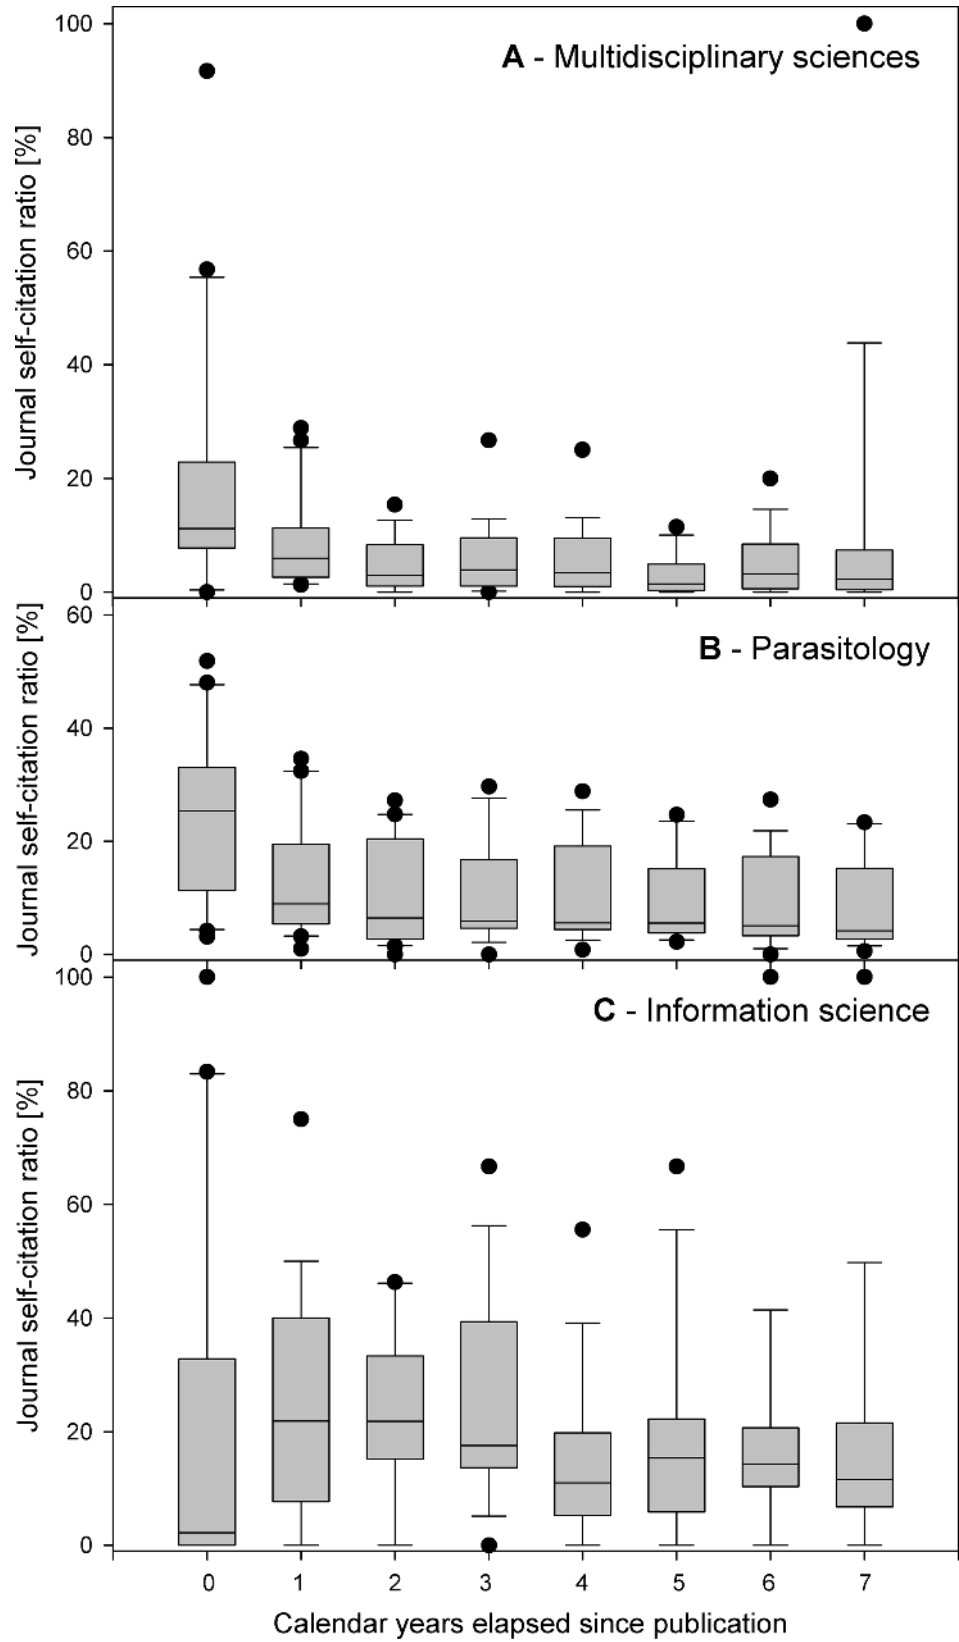 A - Multidisciplinary sciences
Journal self-citation ratio [%]
100
80
60
40
20
0
B - Parasitology
Journal self-citation ratio [%]
60
40
20
0
C - Information science
Journal self-citation ratio [%]
100
80
60
40
20
0
0 1 2 3 4 5 6 7
Calendar years elapsed since publication